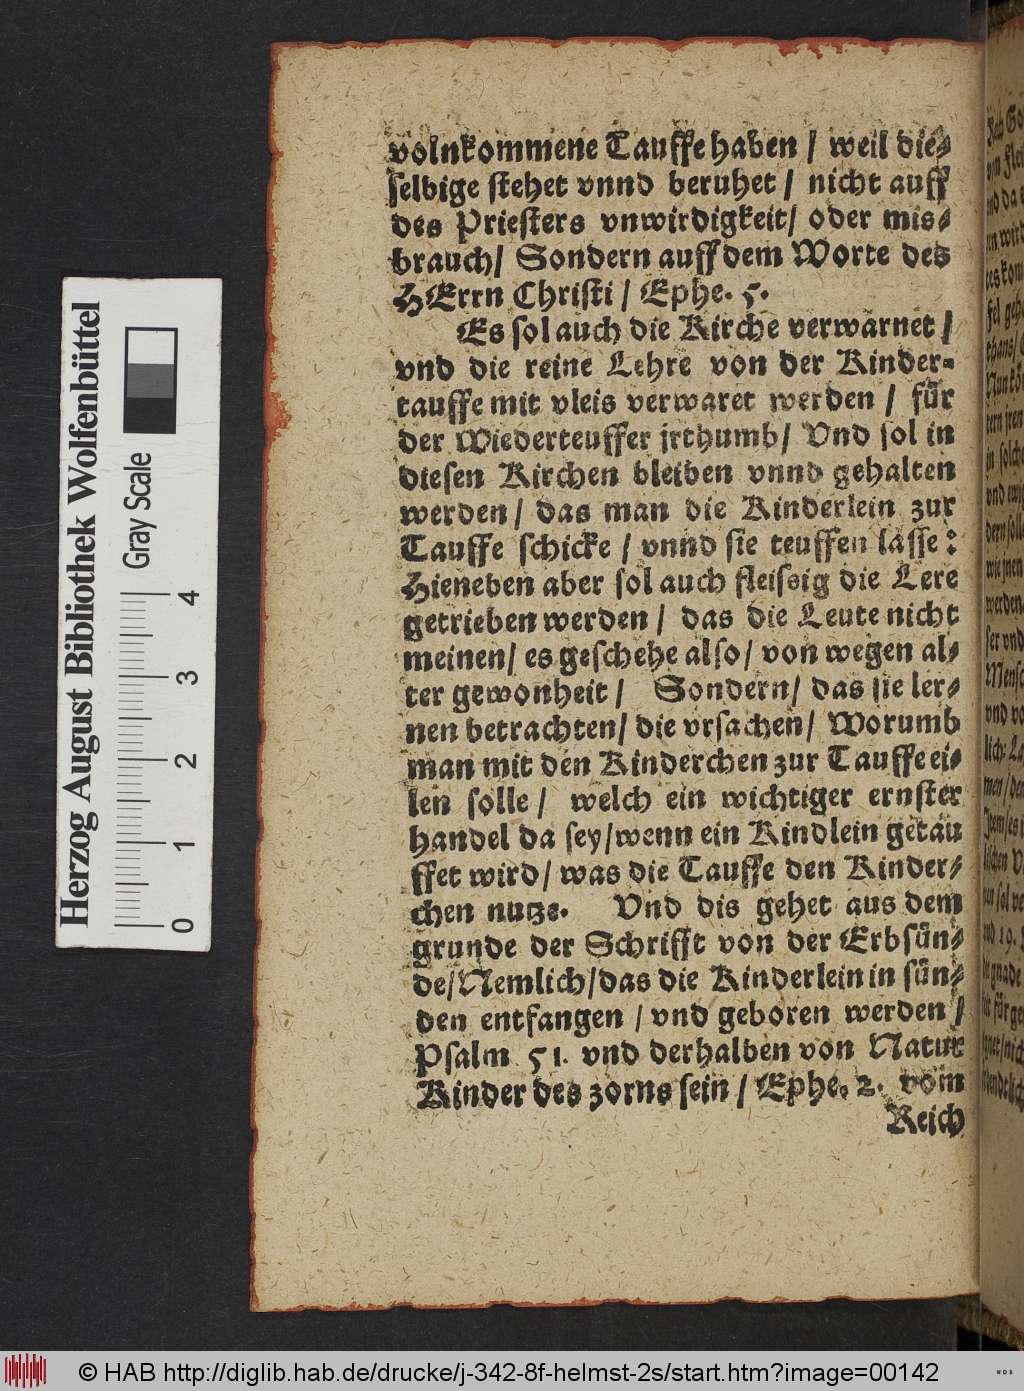 volnkommene Tauffe haben / weil die-
selbige stehet vnnd beruhet / nicht auff
des Priesters vnwirdigkeit / oder mis-
brauch / Sondern auff dem Worte des
HErrn Christi / Ephe. 5.
Es sol auch die Kirche verwarnet /
vnd die reine Lehre von der Kinder-
tauffe mit vleis verwaret werden / für
der Wiederteuffer jrthumb / Vnd sol in
diesen Kirchen bleiben vnnd gehalten
werden / das man die Kinderlein zur
Tauffe schicke / vnnd sie teuffen lasse:
Hieneben aber sol auch fleissig die Lere
getrieben werden / das die Leute nicht
meinen / es geschehe also / von wegen al-
ter gewonheit / Sondern / das sie ler-
nen betrachten / die vrsachen / Worumb
man mit den Kinderchen zur Tauffe ei-
len solle / welch ein wichtiger ernster
handel da sey / wenn ein Kindlein getau
ffet wird / was die Tauffe den Kinder-
chen nutze. Vnd dis gehet aus dem
grunde der Schrifft von der Erbsün-
de / Nemlich / das die Kinderlein in sün-
den entfangen / vnd geboren werden /
Psalm 51. vnd derhalben von Natur
Kinder des zorns sein / Ephe. 2. vom
Reich
Herzog August Bibliothek Wolfenbüttel
Gray Scale
0 1 2 3 4
© HAB http://diglib.hab.de/drucke/j-342-8f-helmst-2s/start.htm?image=00142